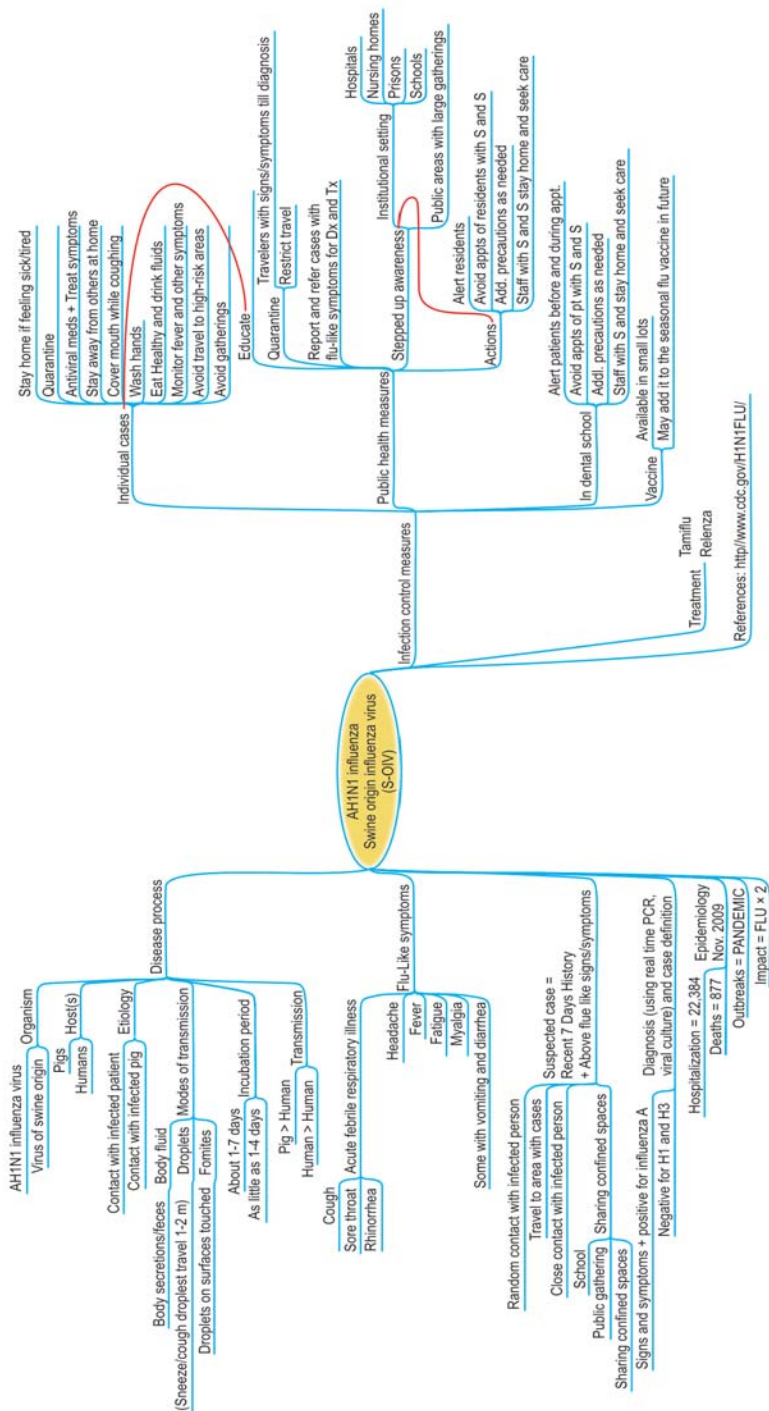 AH1N1 influenza
Swine origin influenza virus
(S-OIV)
Disease process
Organism
AH1N1 influenza virus
Virus of swine origin
Host(s)
Pigs
Humans
Etiology
Contact with infected patient
Contact with infected pig
Modes of transmission
Body fluid
Body secretions/feces
Droplets
(Sneeze/cough droplest travel 1-2 m)
Fomites
Droplets on surfaces touched
Incubation period
About 1-7 days
As little as 1-4 days
Transmission
Pig > Human
Human > Human
Flu-Like symptoms
Acute febrile respiratory illness
Cough
Sore throat
Rhinorrhea
Headache
Fever
Fatigue
Myalgia
Some with vomiting and diarrhea
Suspected case =
Recent 7 Days History
+ Above flue like signs/symptoms
Random contact with infected person
Travel to area with cases
Close contact with infected person
Sharing confined spaces
School
Public gathering
Sharing confined spaces
Diagnosis (using real time PCR,
viral culture) and case definition
Signs and symptoms + positive for influenza A
Negative for H1 and H3
Epidemiology
Nov. 2009
Hospitalization = 22,384
Deaths = 877
Outbreaks = PANDEMIC
Impact = FLU × 2
Infection control measures
Individual cases
Stay home if feeling sick/tired
Quarantine
Antiviral meds + Treat symptoms
Stay away from others at home
Cover mouth while coughing
Wash hands
Eat Healthy and drink fluids
Monitor fever and other symptoms
Avoid travel to high-risk areas
Avoid gatherings
Public health measures
Educate
Quarantine
Travelers with signs/symptoms till diagnosis
Restrict travel
Report and refer cases with
flu-like symptoms for Dx and Tx
Stepped up awareness
Institutional setting
Hospitals
Nursing homes
Prisons
Schools
Public areas with large gatherings
Actions
Alert residents
Avoid appts of residents with S and S
Add. precautions as needed
Staff with S and S stay home and seek care
In dental school
Alert patients before and during appt.
Avoid appts of pt with S and S
Addl. precautions as needed
Staff with S and stay home and seek care
Vaccine
Available in small lots
May add it to the seasonal flu vaccine in future
Treatment
Tamiflu
Relenza
References: http//www.cdc.gov/H1N1FLU/